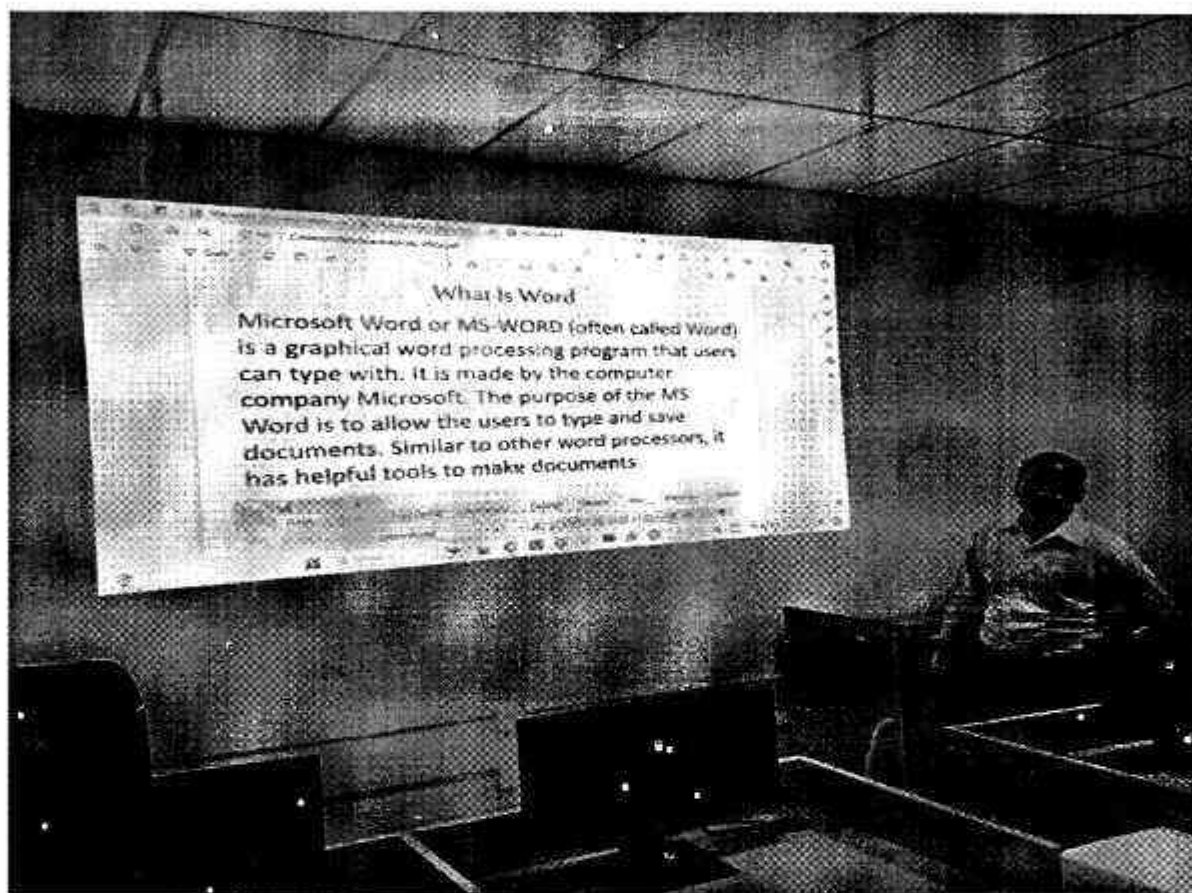 What Is Word
Microsoft Word or MS-WORD (often called Word)
is a graphical word processing program that users
can type with. It is made by the computer
company Microsoft. The purpose of the MS
Word is to allow the users to type and save
documents. Similar to other word processors, it
has helpful tools to make documents